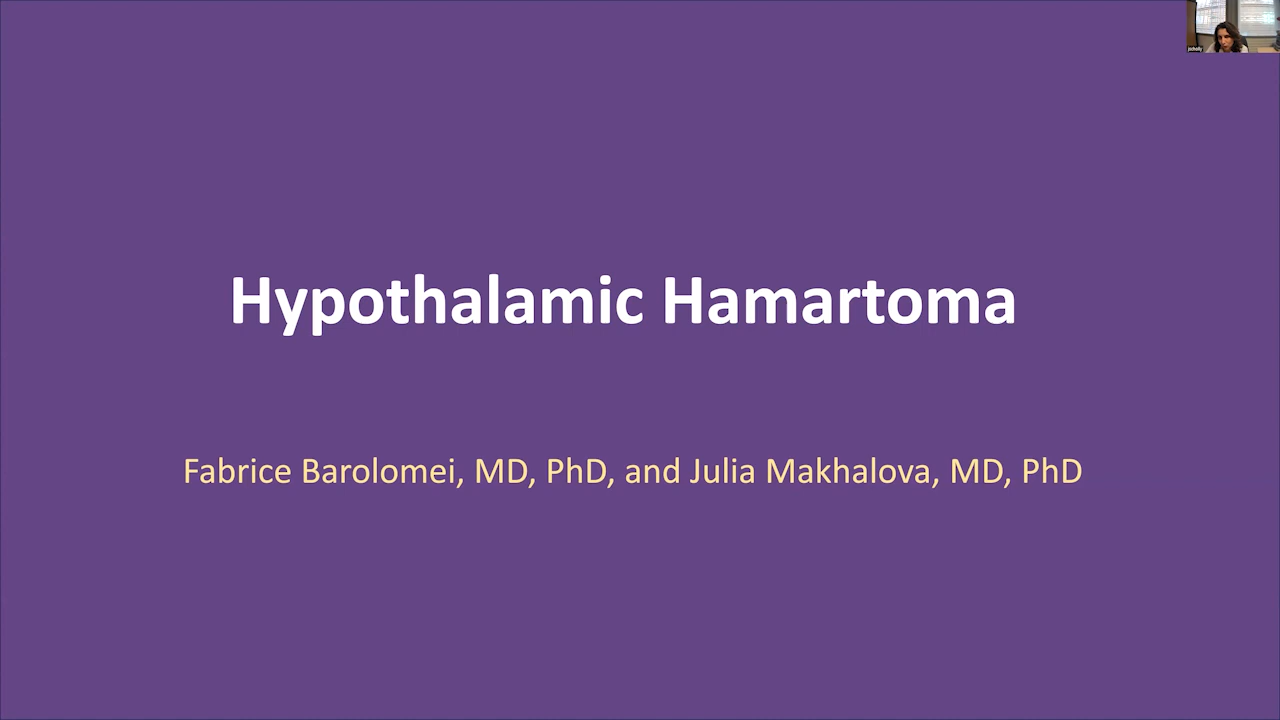 Hypothalamic Hamartoma
Fabrice Barolomei, MD, PhD, and Julia Makhalova, MD, PhD